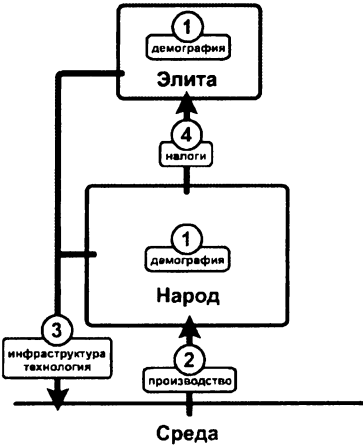 1
демография
Элита
4
налоги
1
демография
Народ
3
инфраструктура
технология
2
производство
Среда